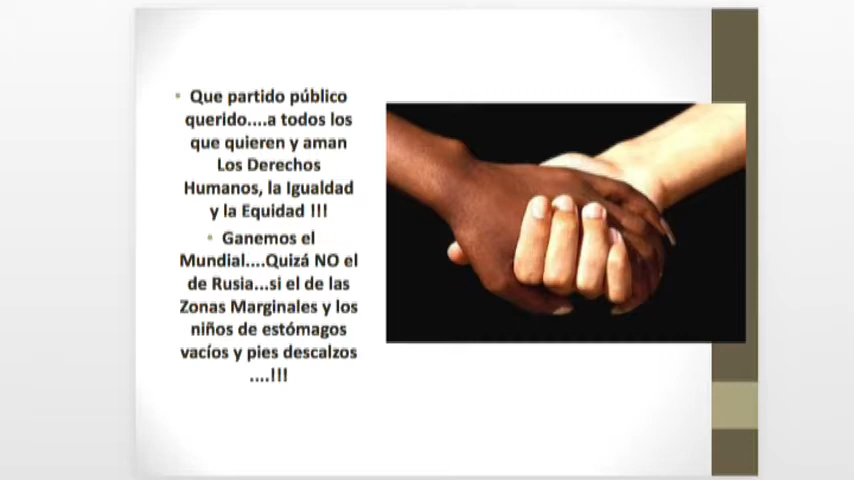 • Que partido público
querido....a todos los
que quieren y aman
Los Derechos
Humanos, la Igualdad
y la Equidad !!!
• Ganemos el
Mundial....Quizá NO el
de Rusia...si el de las
Zonas Marginales y los
niños de estómagos
vacíos y pies descalzos
....!!!